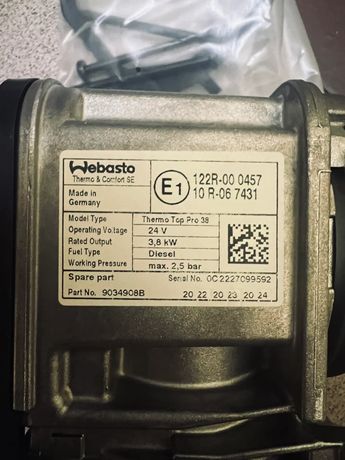 Webasto
Thermo & Comfort SE
Made in
Germany
E1
122R-00 0457
10 R-06 7431
Model Type Thermo Top Pro 38
Operating Voltage 24 V
Rated Output 3,8 kW
Fuel Type Diesel
Working Pressure max. 2,5 bar
Spare part Serial No. 0C2227099592
Part No. 9034908B 20 22 20 23 20 24